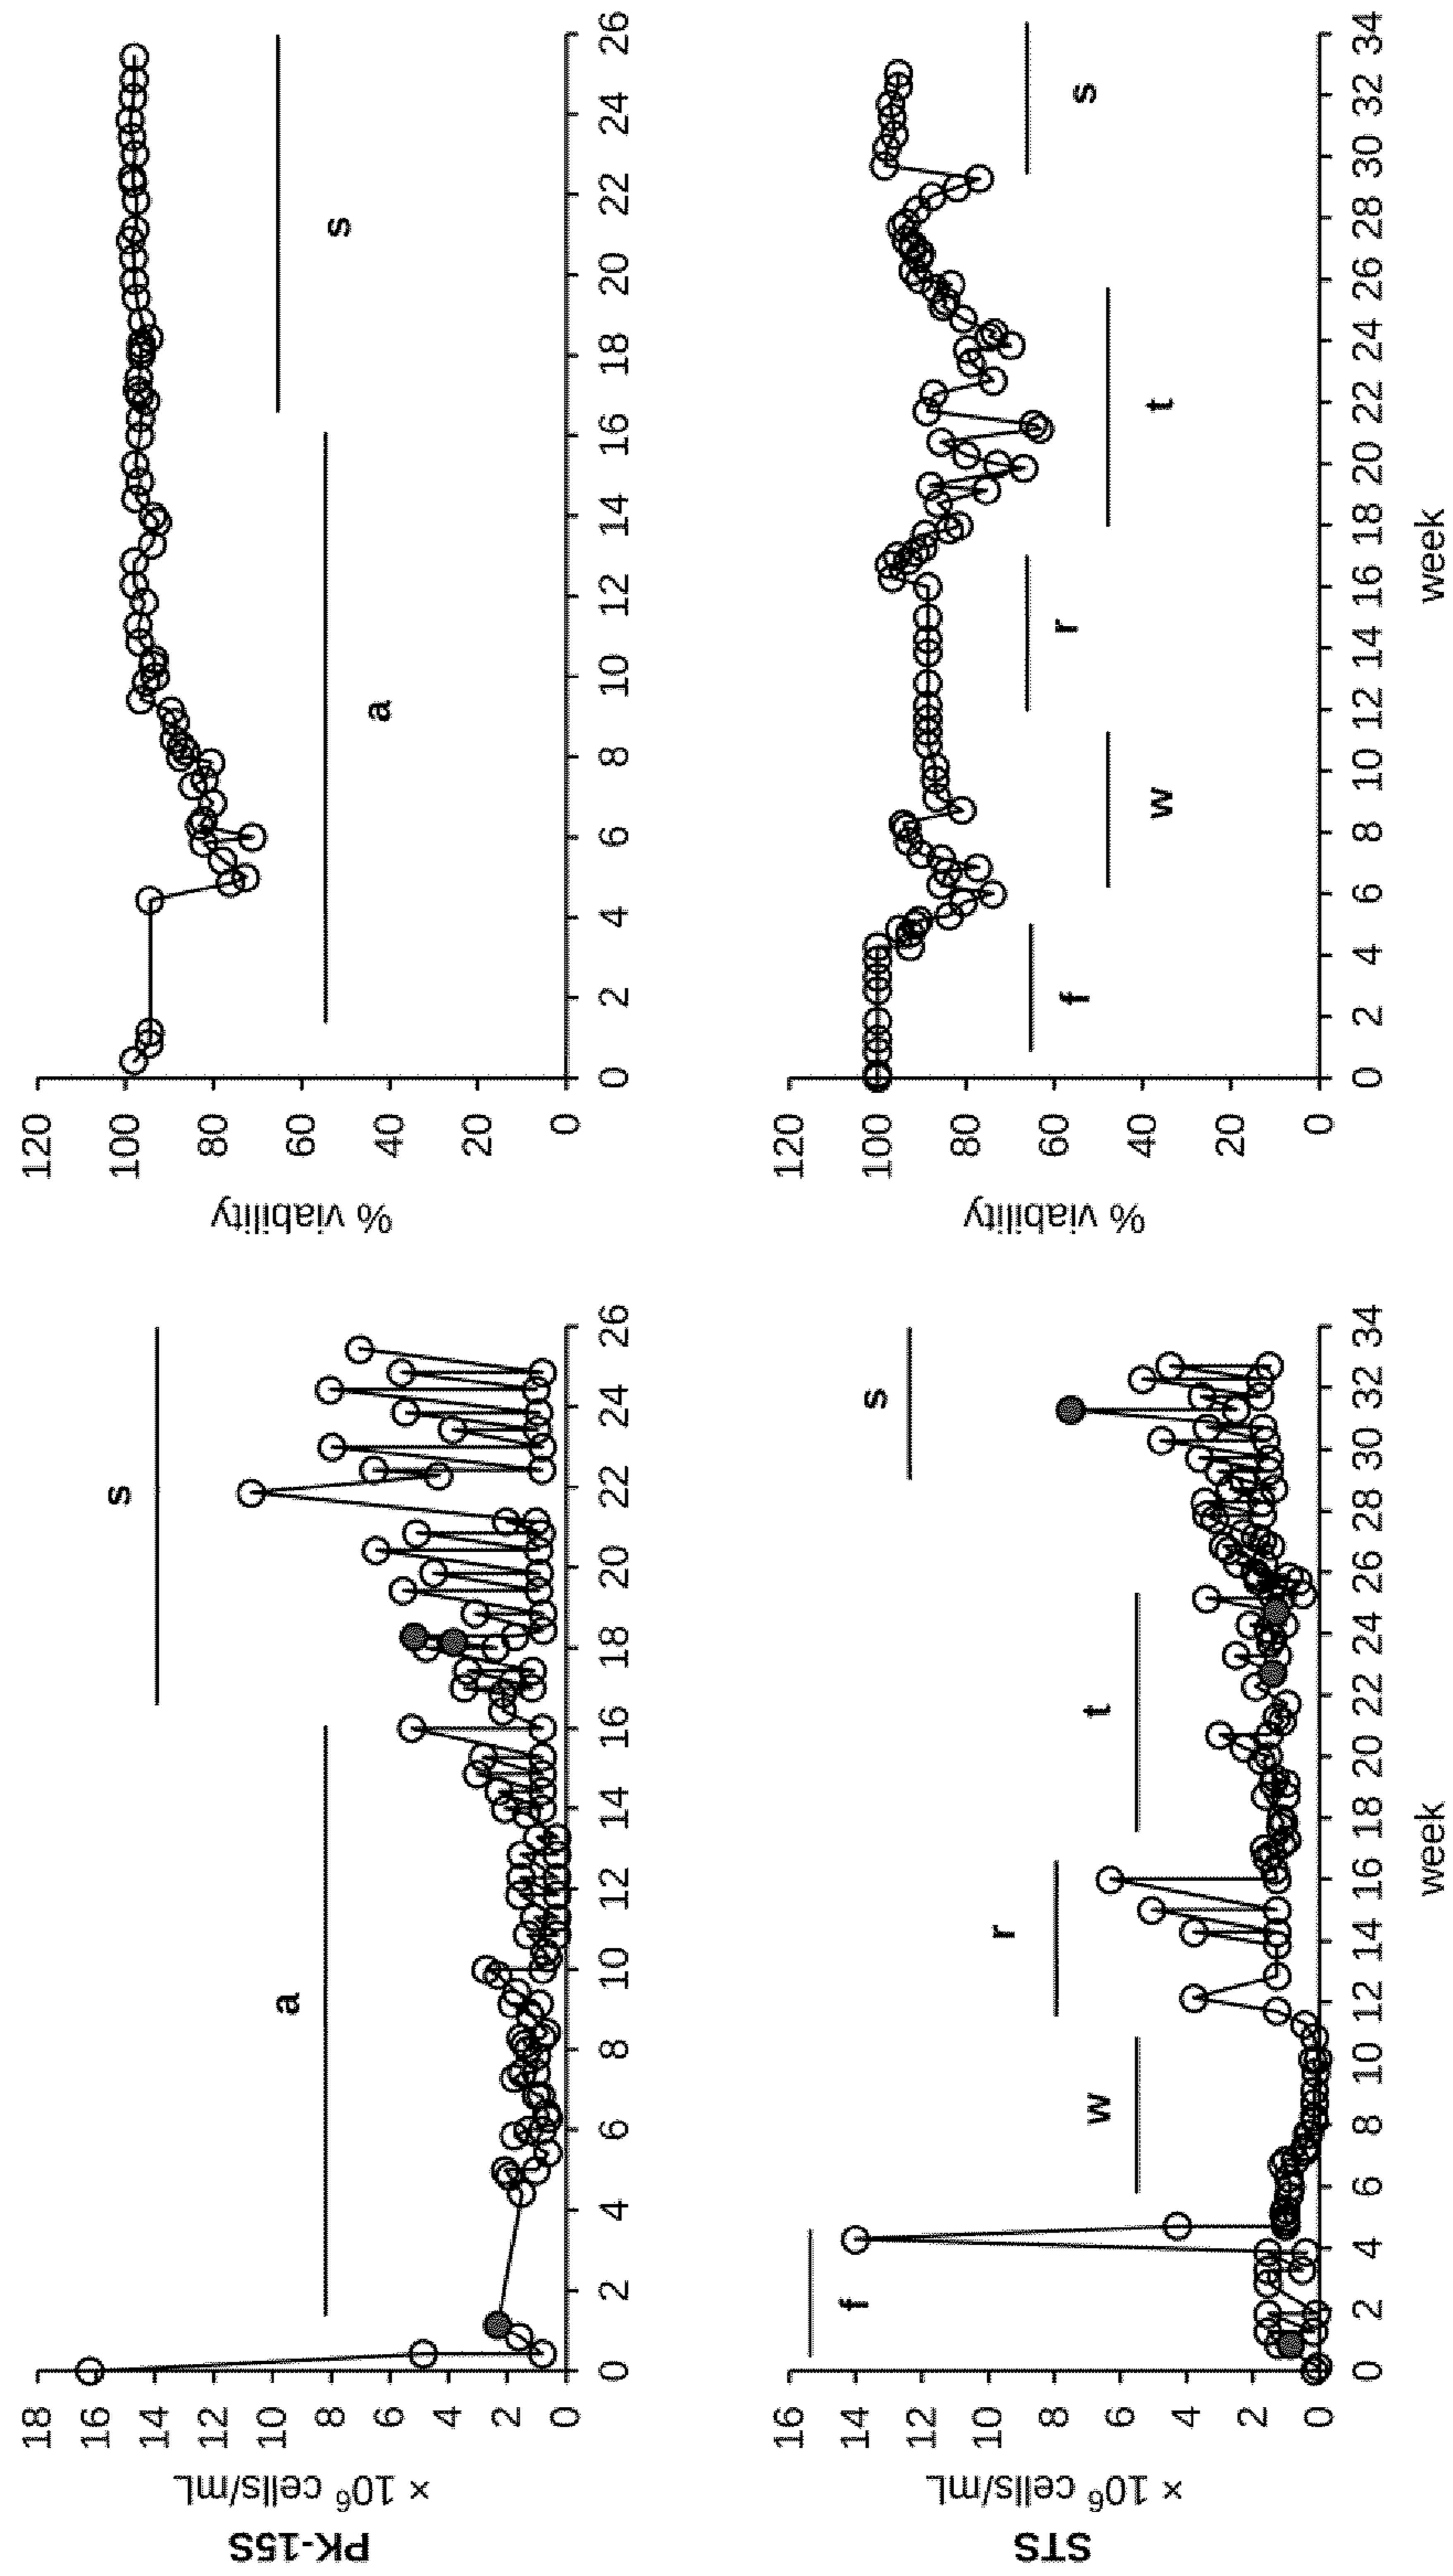 PK-15S
× 10⁶ cells/mL
18
16
14
12
10
8
6
4
2
0
s
a
0 2 4 6 8 10 12 14 16 18 20 22 24 26
% viability
120
100
80
60
40
20
0
s
a
0 2 4 6 8 10 12 14 16 18 20 22 24 26
STS
× 10⁶ cells/mL
16
14
12
10
8
6
4
2
0
f
w
r
t
s
0 2 4 6 8 10 12 14 16 18 20 22 24 26 28 30 32 34
week
% viability
120
100
80
60
40
20
0
f
w
r
t
s
0 2 4 6 8 10 12 14 16 18 20 22 24 26 28 30 32 34
week